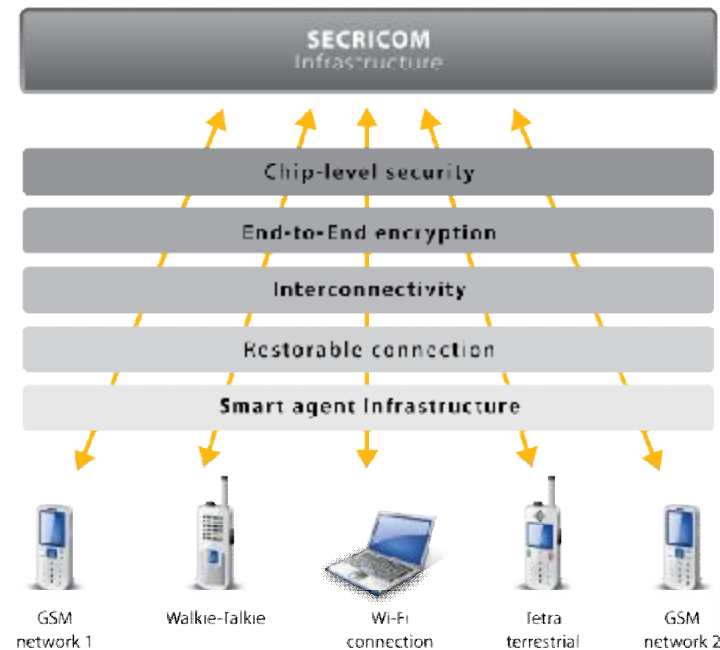 SECRICOM
Infrastructure
Chip-level security
End-to-End encryption
Interconnectivity
Restorable connection
Smart agent Infrastructure
GSM
network 1
Walkie-Talkie
Wi-Fi
connection
Tetra
terrestrial
GSM
network 2